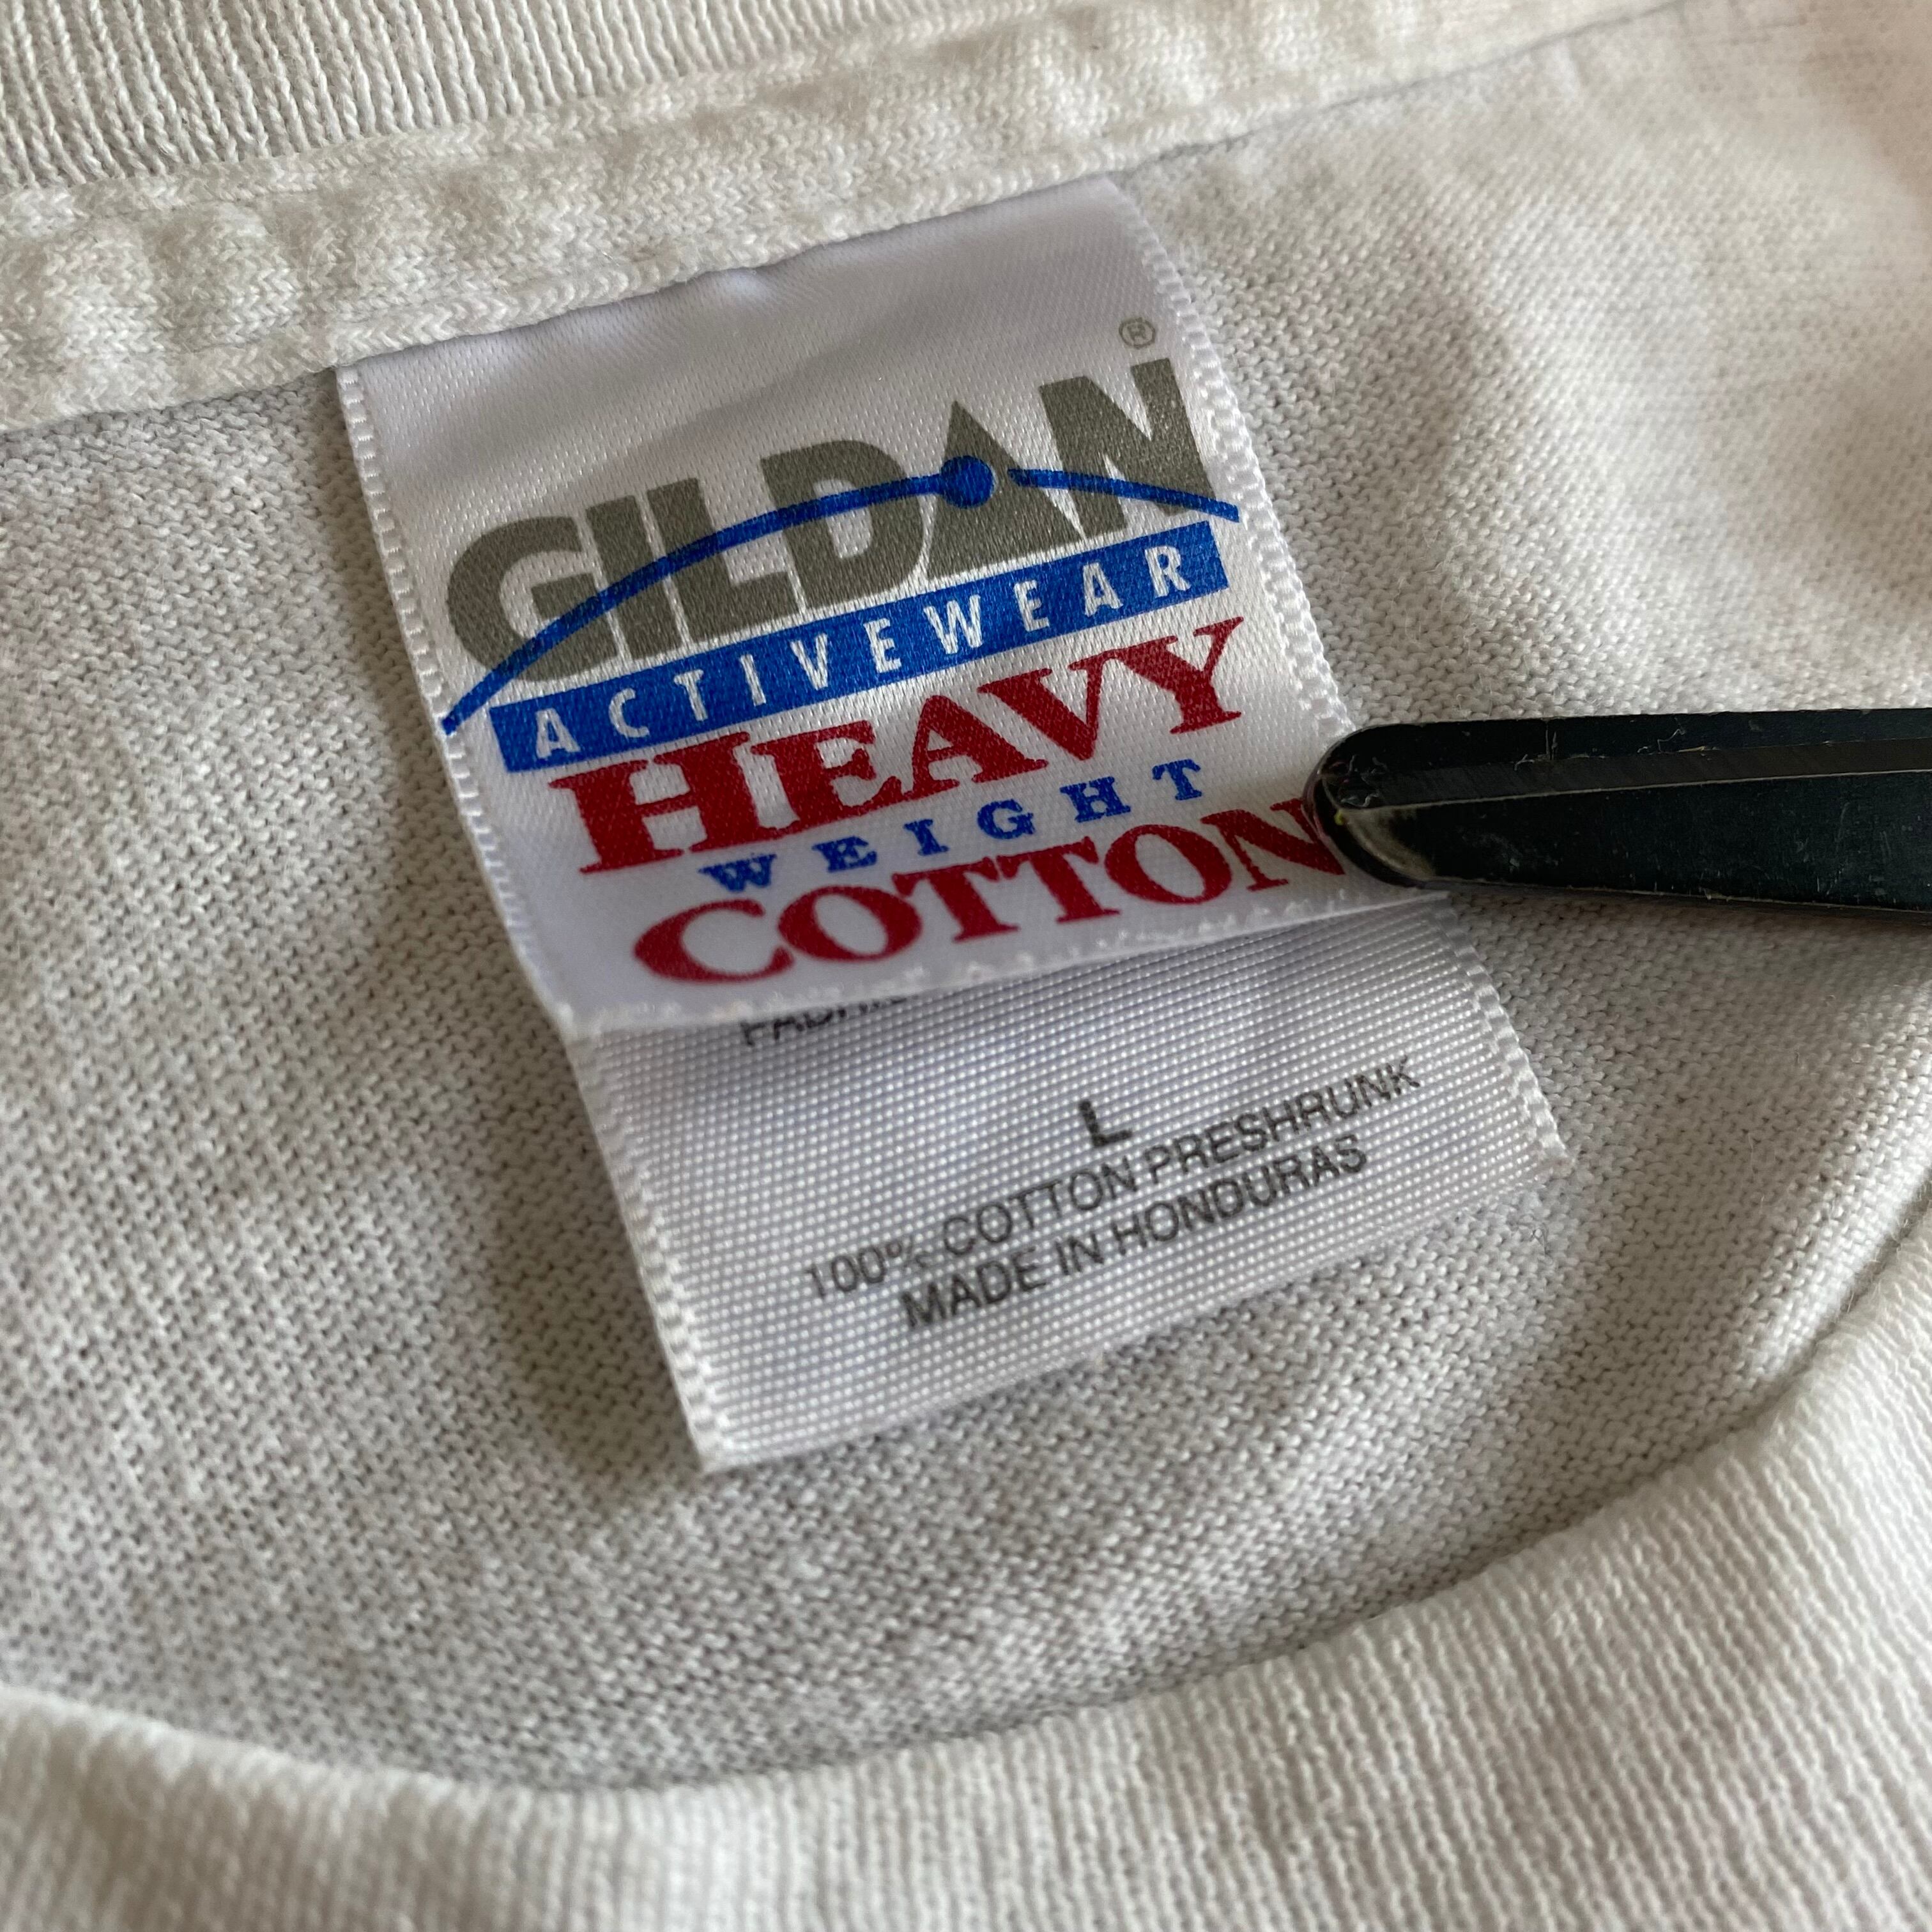 GILDAN®
ACTIVEWEAR
HEAVY
WEIGHT
COTTON
L
100% COTTON PRESHRUNK
MADE IN HONDURAS